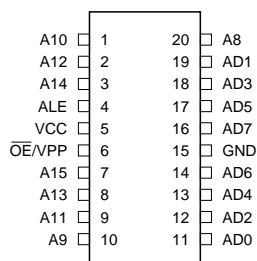 A10 1 20 A8
A12 2 19 AD1
A14 3 18 AD3
ALE 4 17 AD5
VCC 5 16 AD7
O̅E̅/VPP 6 15 GND
A15 7 14 AD6
A13 8 13 AD4
A11 9 12 AD2
A9 10 11 AD0